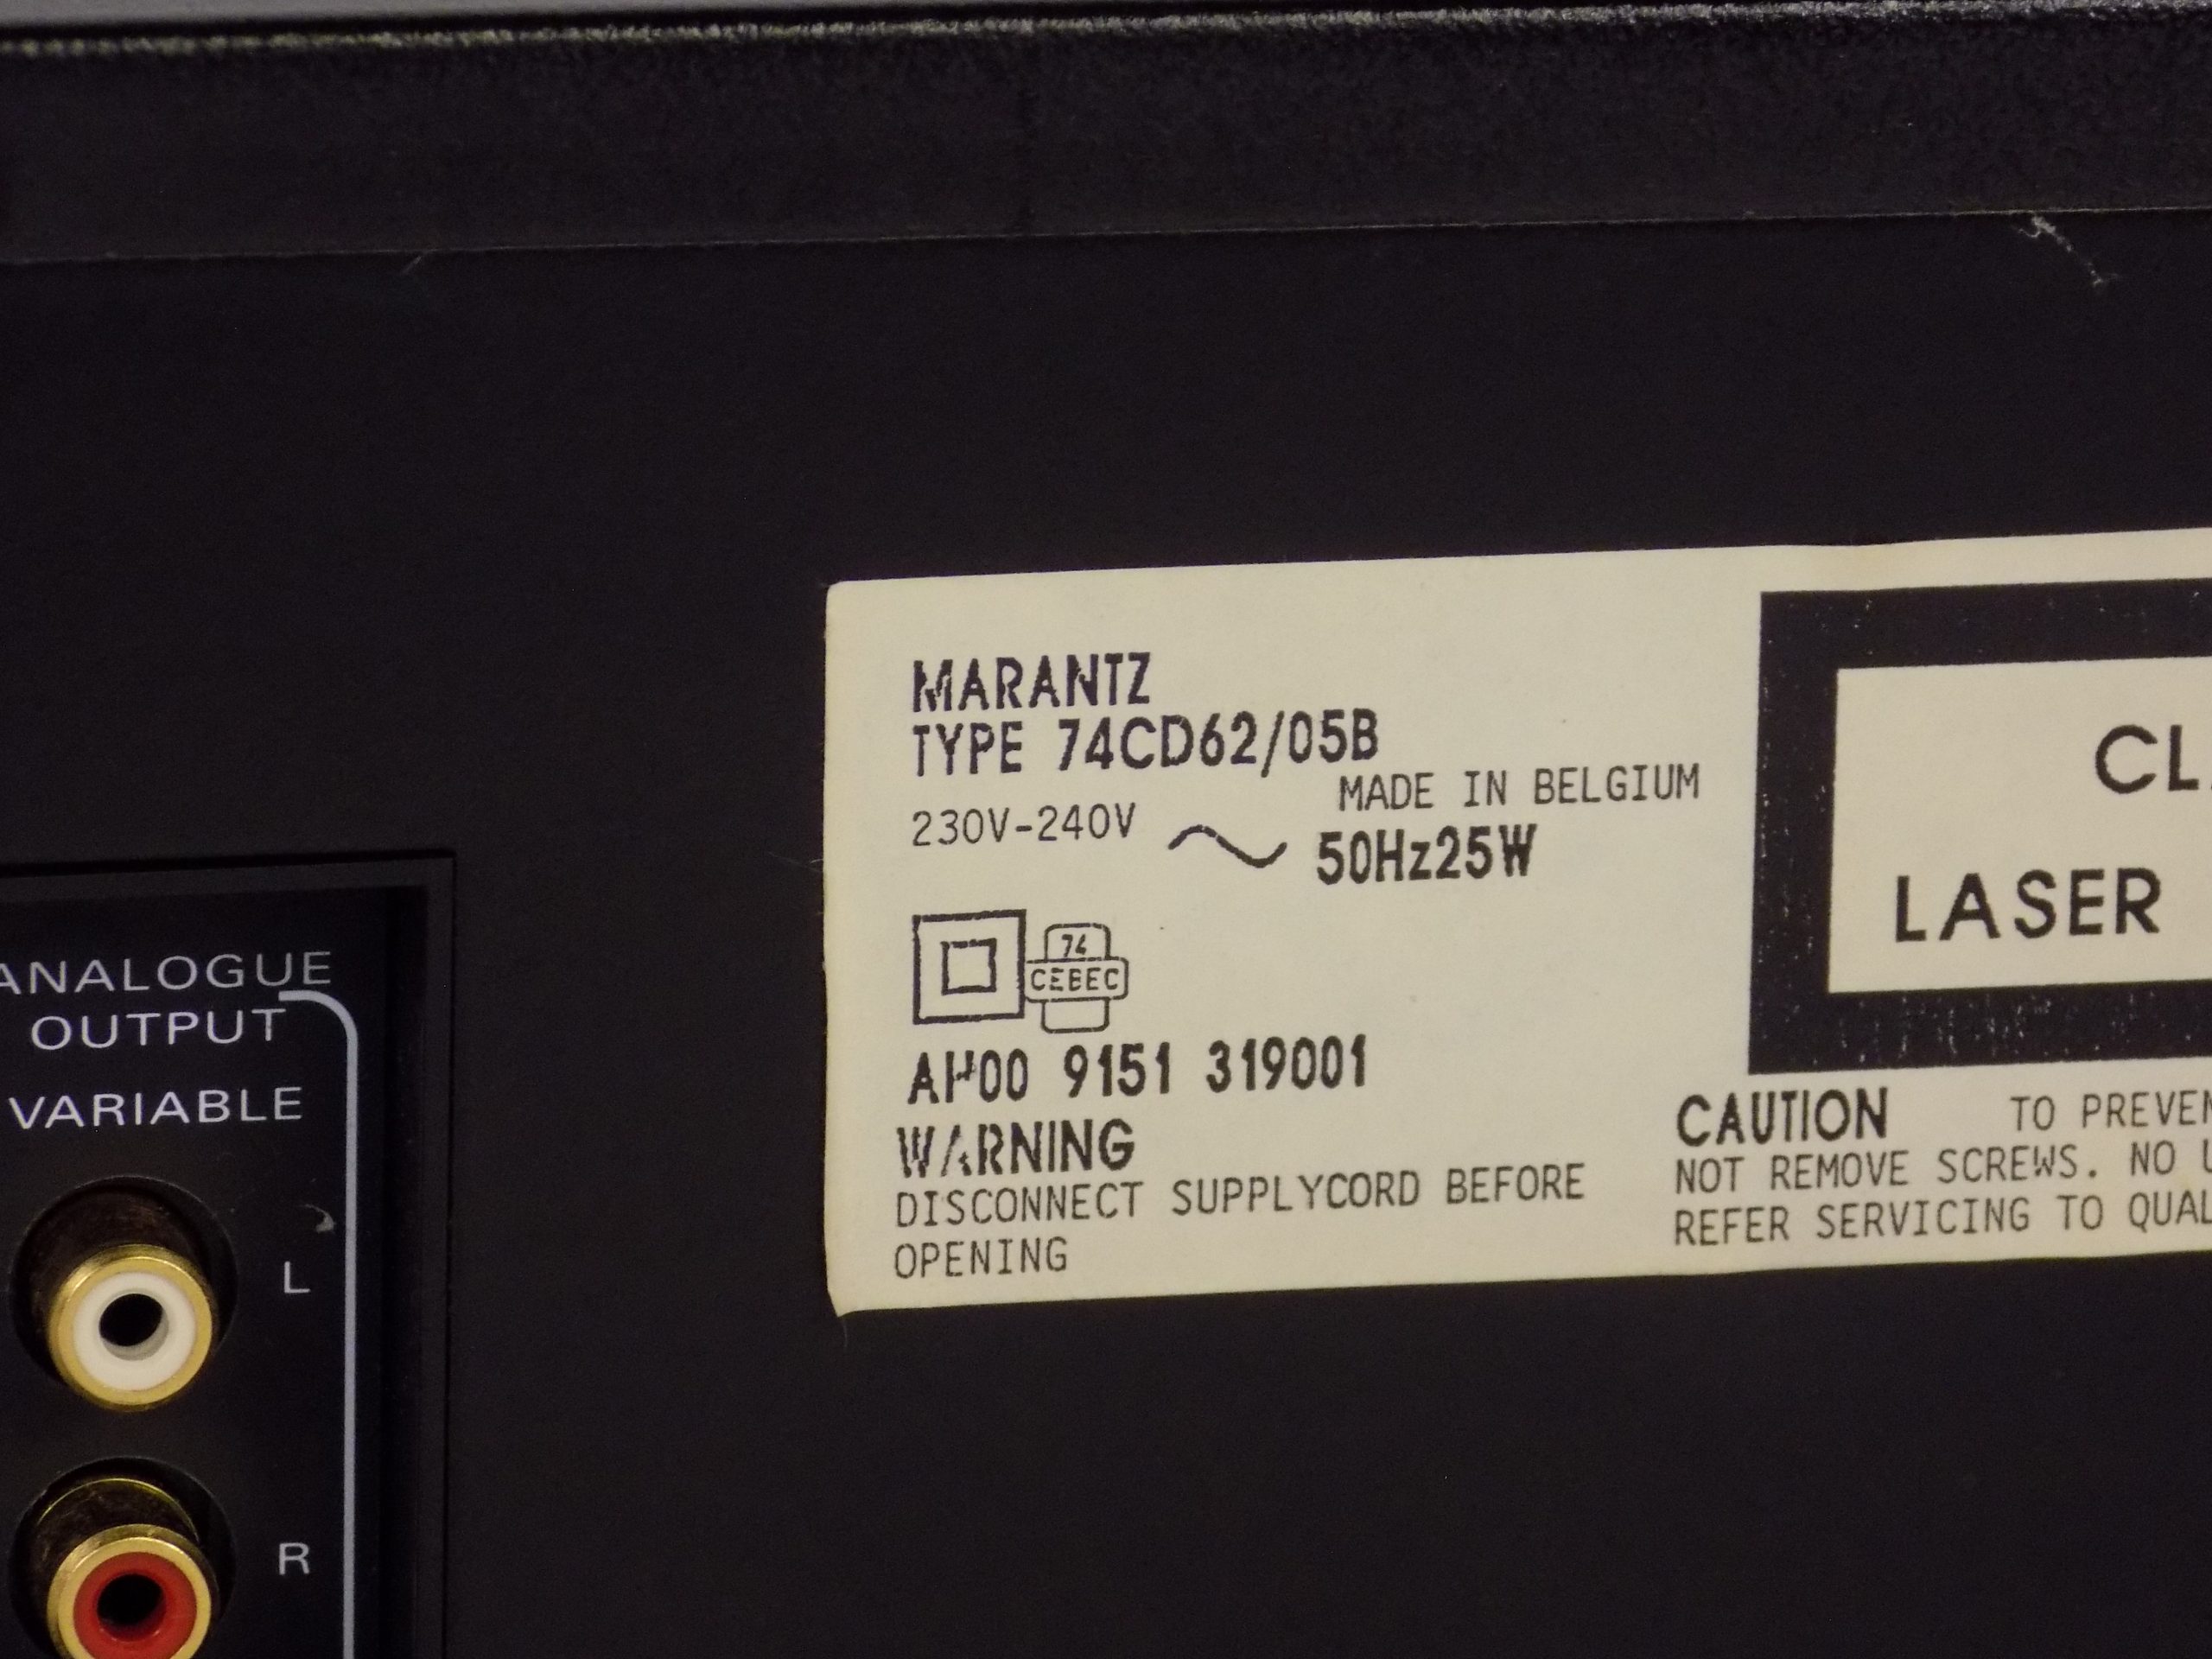 MARANTZ
TYPE 74CD62/05B
MADE IN BELGIUM
230V-240V ~ 50Hz25W
74
CEBEC
AH00 9151 319001
WARNING
DISCONNECT SUPPLYCORD BEFORE
OPENING
CL
LASER
CAUTION TO PREVEN
NOT REMOVE SCREWS. NO U
REFER SERVICING TO QUAL
ANALOGUE
OUTPUT
VARIABLE
L
R